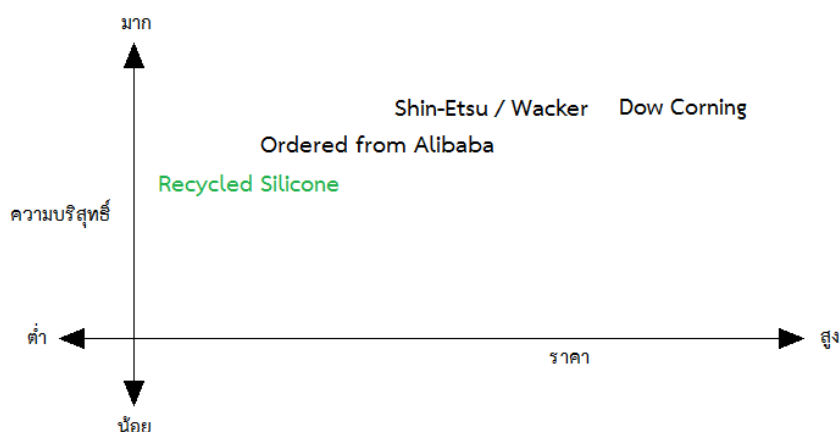 มาก
Shin-Etsu / Wacker Dow Corning
Ordered from Alibaba
Recycled Silicone
ความบริสุทธิ์
ต่ำ สูง
ราคา
น้อย